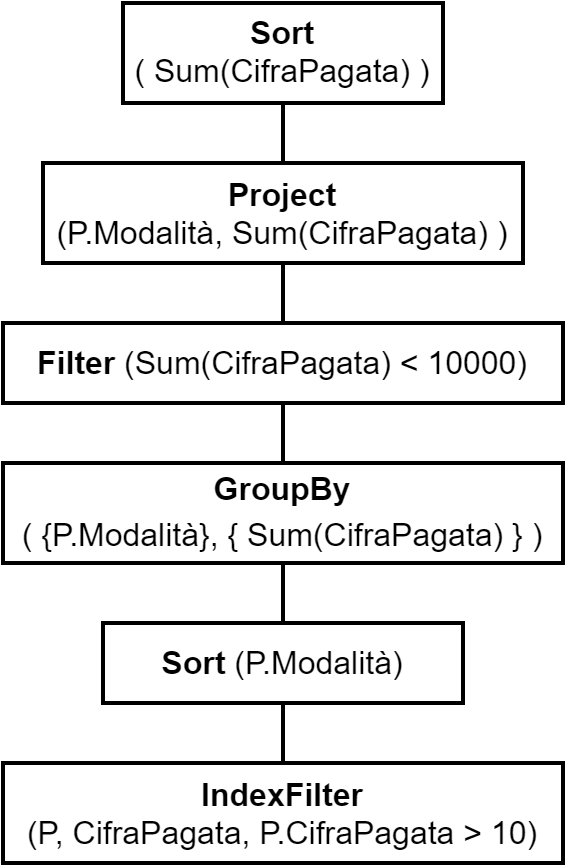 Sort
( Sum(CifraPagata) )
Project
(P.Modalità, Sum(CifraPagata) )
Filter (Sum(CifraPagata) < 10000)
GroupBy
( {P.Modalità}, { Sum(CifraPagata) } )
Sort (P.Modalità)
IndexFilter
(P, CifraPagata, P.CifraPagata > 10)